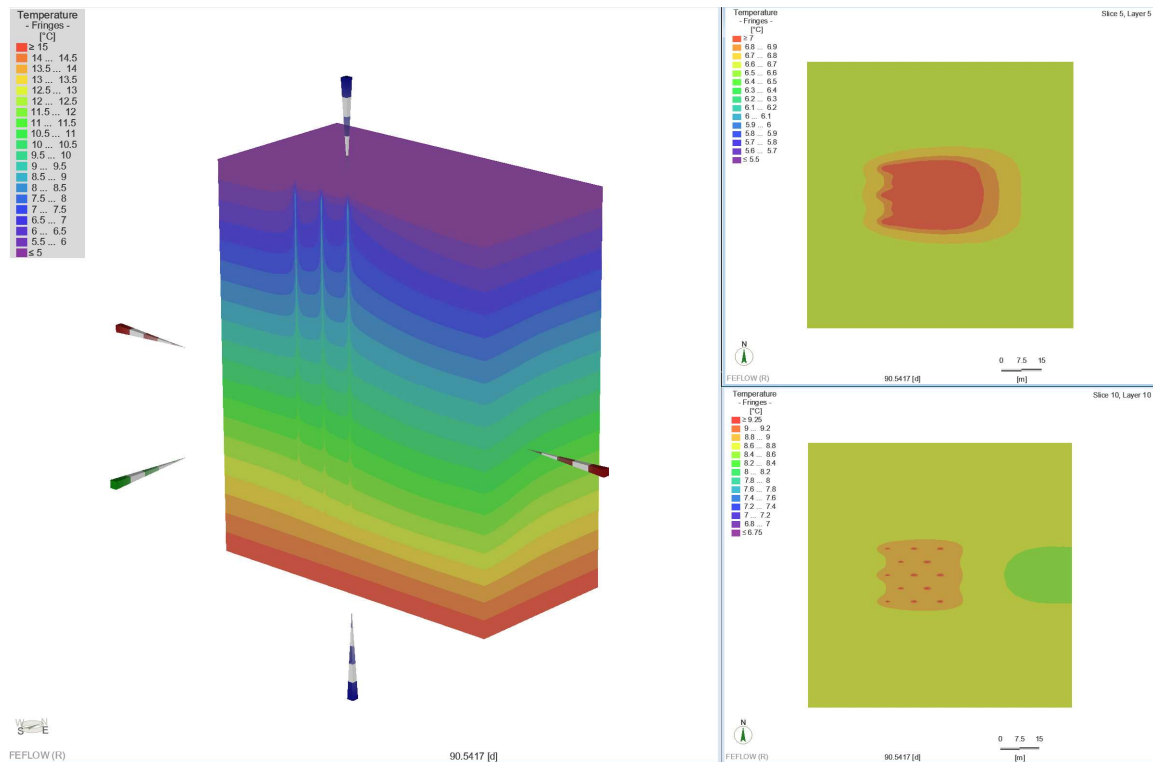 Temperature
- Fringes -
[°C]
≥ 15
14 ... 14.5
13.5 ... 14
13 ... 13.5
12.5 ... 13
12 ... 12.5
11.5 ... 12
11 ... 11.5
10.5 ... 11
10 ... 10.5
9.5 ... 10
9 ... 9.5
8.5 ... 9
8 ... 8.5
7.5 ... 8
7 ... 7.5
6.5 ... 7
6 ... 6.5
5.5 ... 6
≤ 5
W N
S E
FEFLOW (R)
90.5417 [d]
Temperature
- Fringes -
[°C]
≥ 7
6.8 ... 6.9
6.7 ... 6.8
6.6 ... 6.7
6.5 ... 6.6
6.4 ... 6.5
6.3 ... 6.4
6.2 ... 6.3
6.1 ... 6.2
6 ... 6.1
5.9 ... 6
5.8 ... 5.9
5.7 ... 5.8
5.6 ... 5.7
≤ 5.5
Slice 5, Layer 5
N
0 7.5 15
[m]
FEFLOW (R)
90.5417 [d]
Temperature
- Fringes -
[°C]
≥ 9.25
9 ... 9.2
8.8 ... 9
8.6 ... 8.8
8.4 ... 8.6
8.2 ... 8.4
8 ... 8.2
7.8 ... 8
7.6 ... 7.8
7.4 ... 7.6
7.2 ... 7.4
7 ... 7.2
6.8 ... 7
≤ 6.75
Slice 10, Layer 10
N
0 7.5 15
[m]
FEFLOW (R)
90.5417 [d]